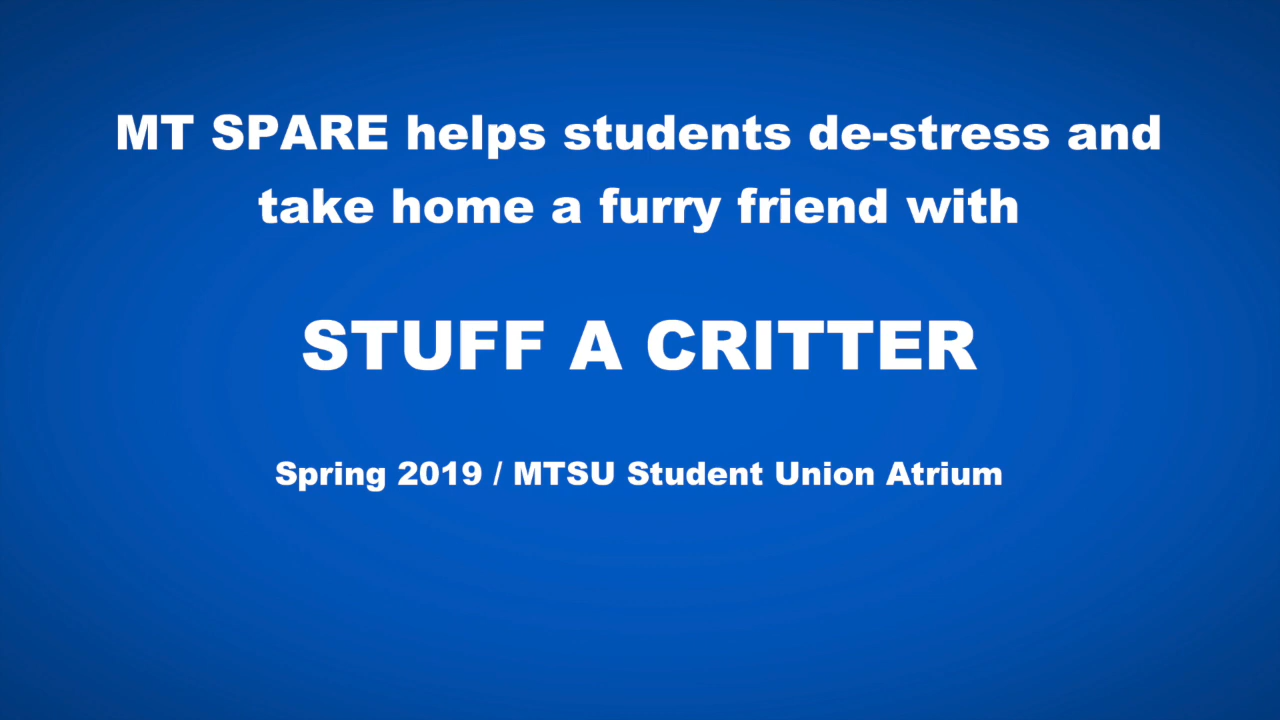 MT SPARE helps students de-stress and
take home a furry friend with
STUFF A CRITTER
Spring 2019 / MTSU Student Union Atrium